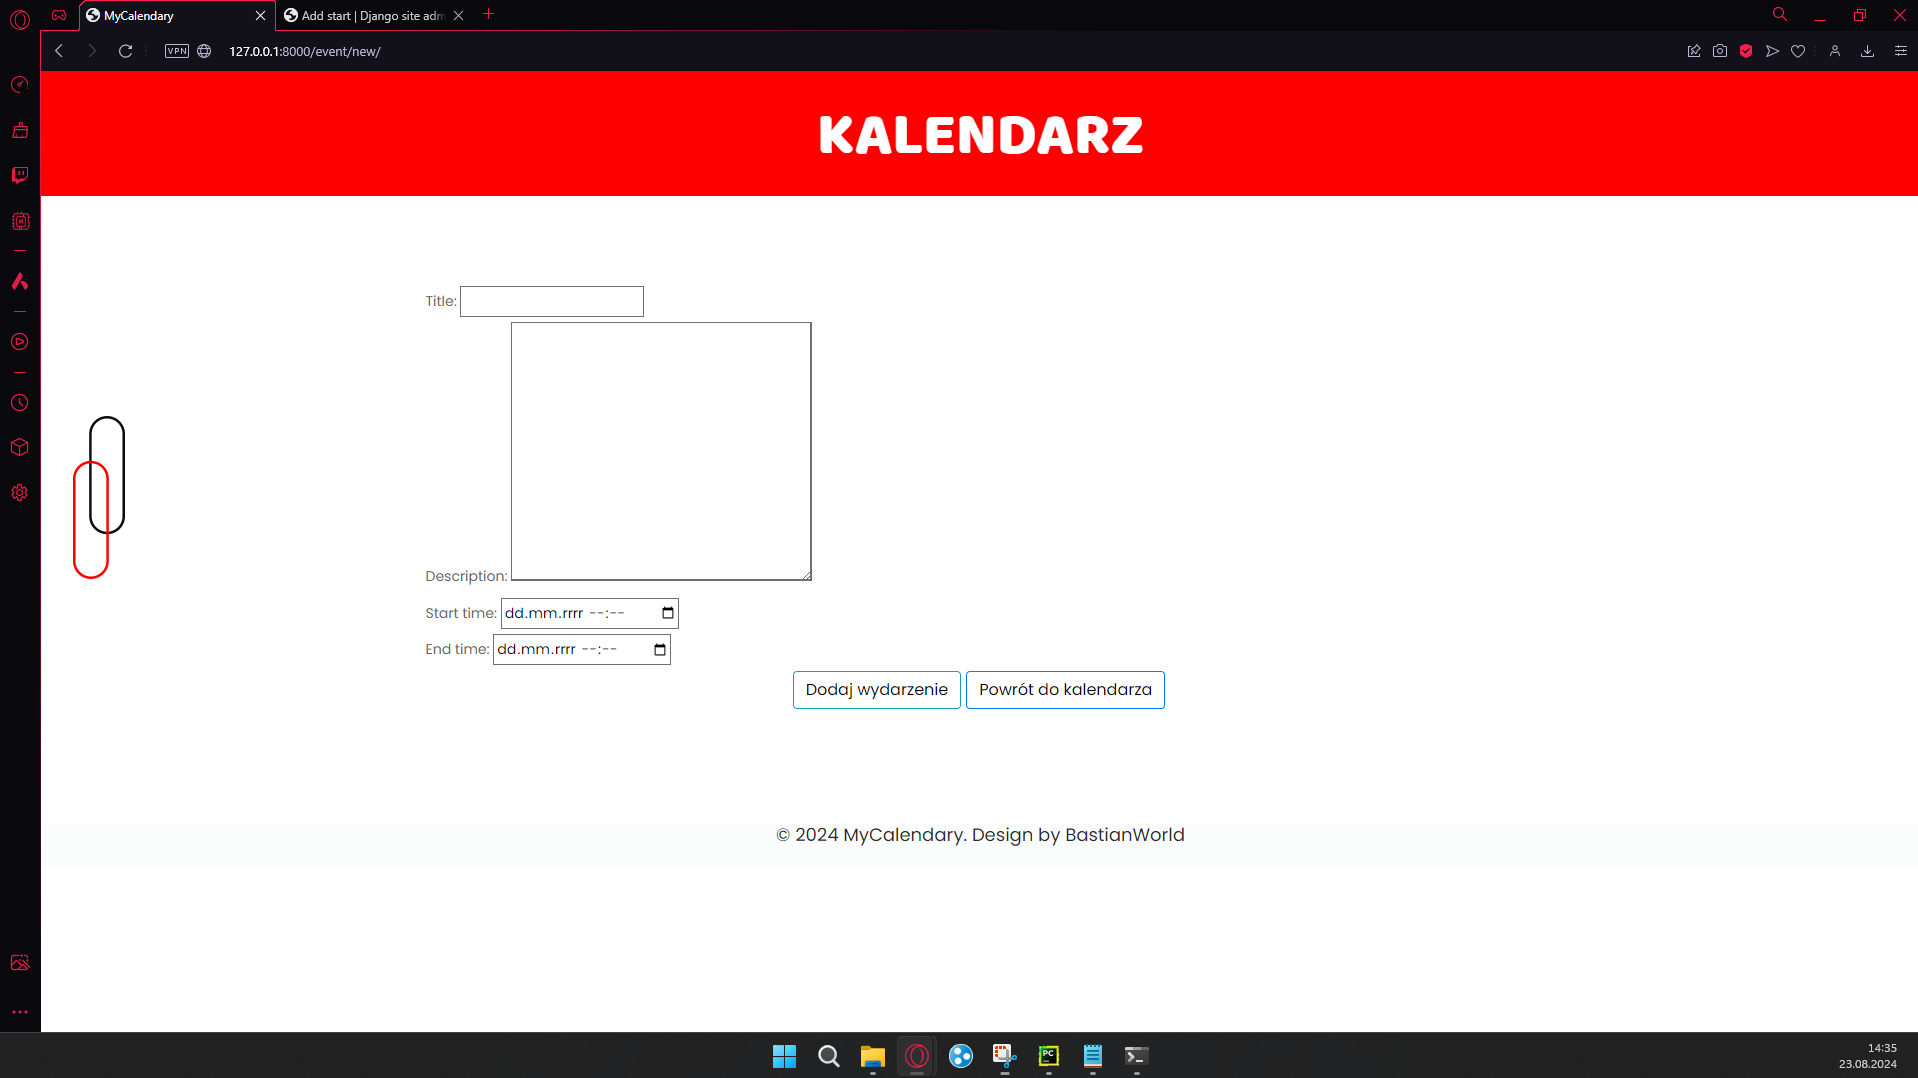 MyCalendary
Add start | Django site adm
VPN
127.0.0.1:8000/event/new/
KALENDARZ
Title:
Description:
Start time: dd.mm.rrrr --:--
End time: dd.mm.rrrr --:--
Dodaj wydarzenie
Powrót do kalendarza
© 2024 MyCalendary. Design by BastianWorld
PC
14:35
23.08.2024